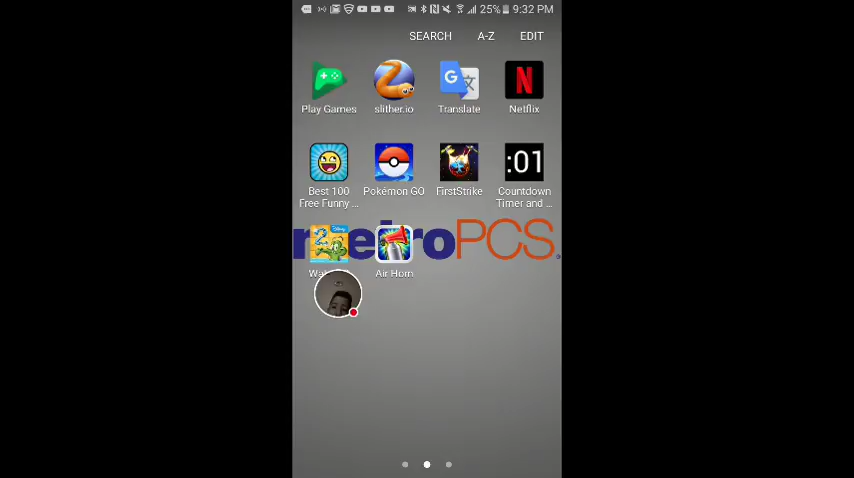 25% 9:32 PM
SEARCH A-Z EDIT
Play Games slither.io Translate Netflix
:01
Best 100 Pokémon GO FirstStrike Countdown
Free Funny ... Timer and ...
metroPCS.
Air Horn